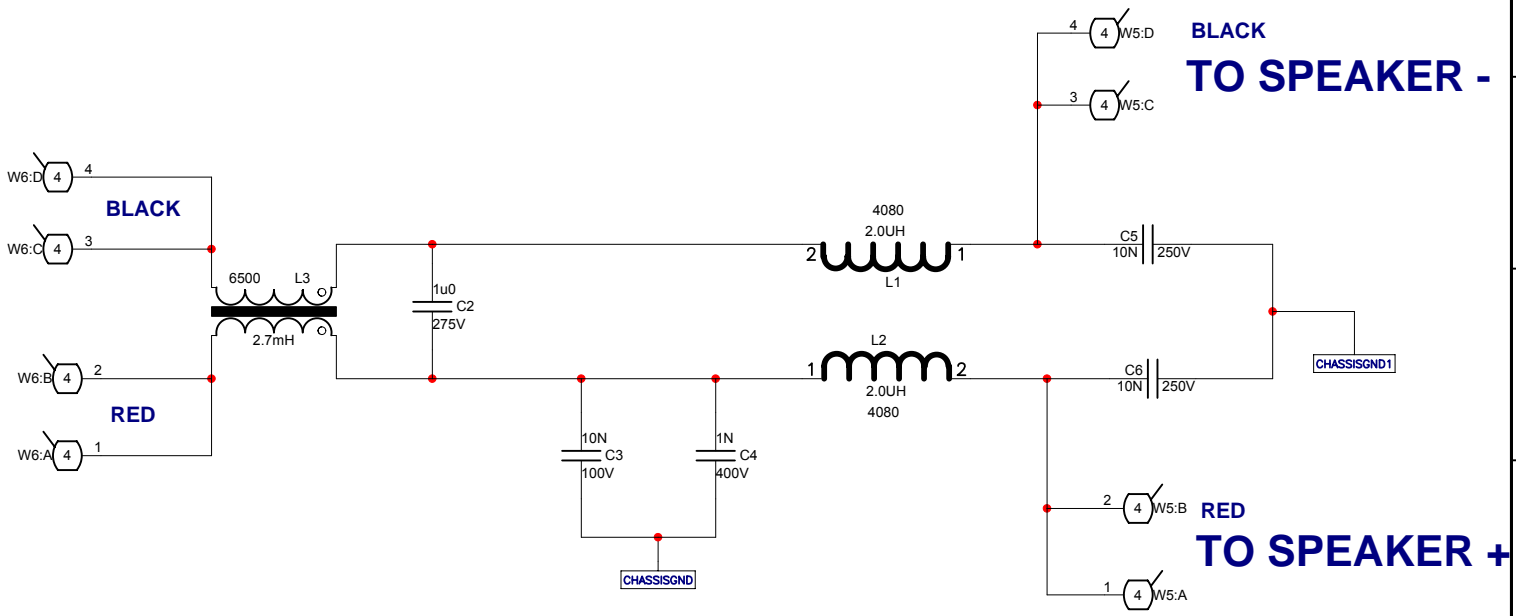 4 4 W5:D BLACK
TO SPEAKER -
3 4 W5:C
W6:D 4 4
BLACK
W6:C 4 3
4080
2.0UH
2 1
L1
C5
10N 250V
6500 L3
2.7mH
1u0
C2
275V
L2
1 2
2.0UH
4080
C6
10N 250V
CHASSISGND1
W6:B 4 2
RED
W6:A 4 1
10N
C3
100V
1N
C4
400V
CHASSISGND
2 4 W5:B RED
TO SPEAKER +
1 4 W5:A